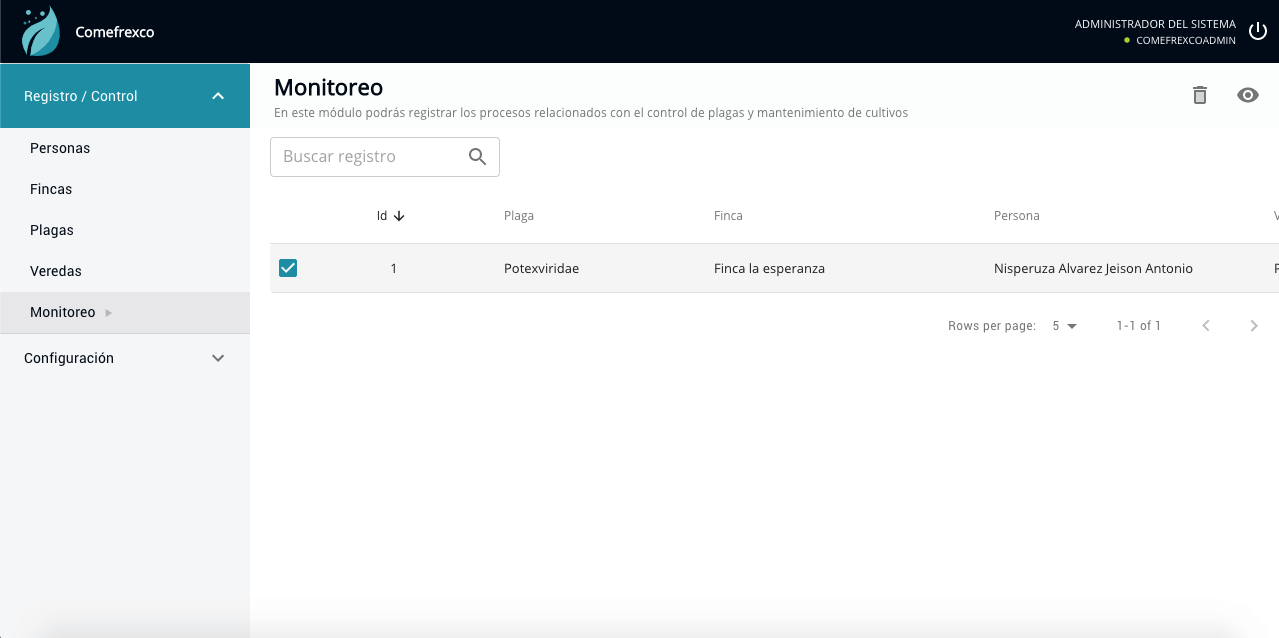 Comefrexco
ADMINISTRADOR DEL SISTEMA
COMEFREXCOADMIN
Registro / Control
Personas
Fincas
Plagas
Veredas
Monitoreo
Configuración
Monitoreo
En este módulo podrás registrar los procesos relacionados con el control de plagas y mantenimiento de cultivos
Buscar registro
Id Plaga Finca Persona
1 Potexviridae Finca la esperanza Nisperuza Alvarez Jeison Antonio
Rows per page: 5 1-1 of 1